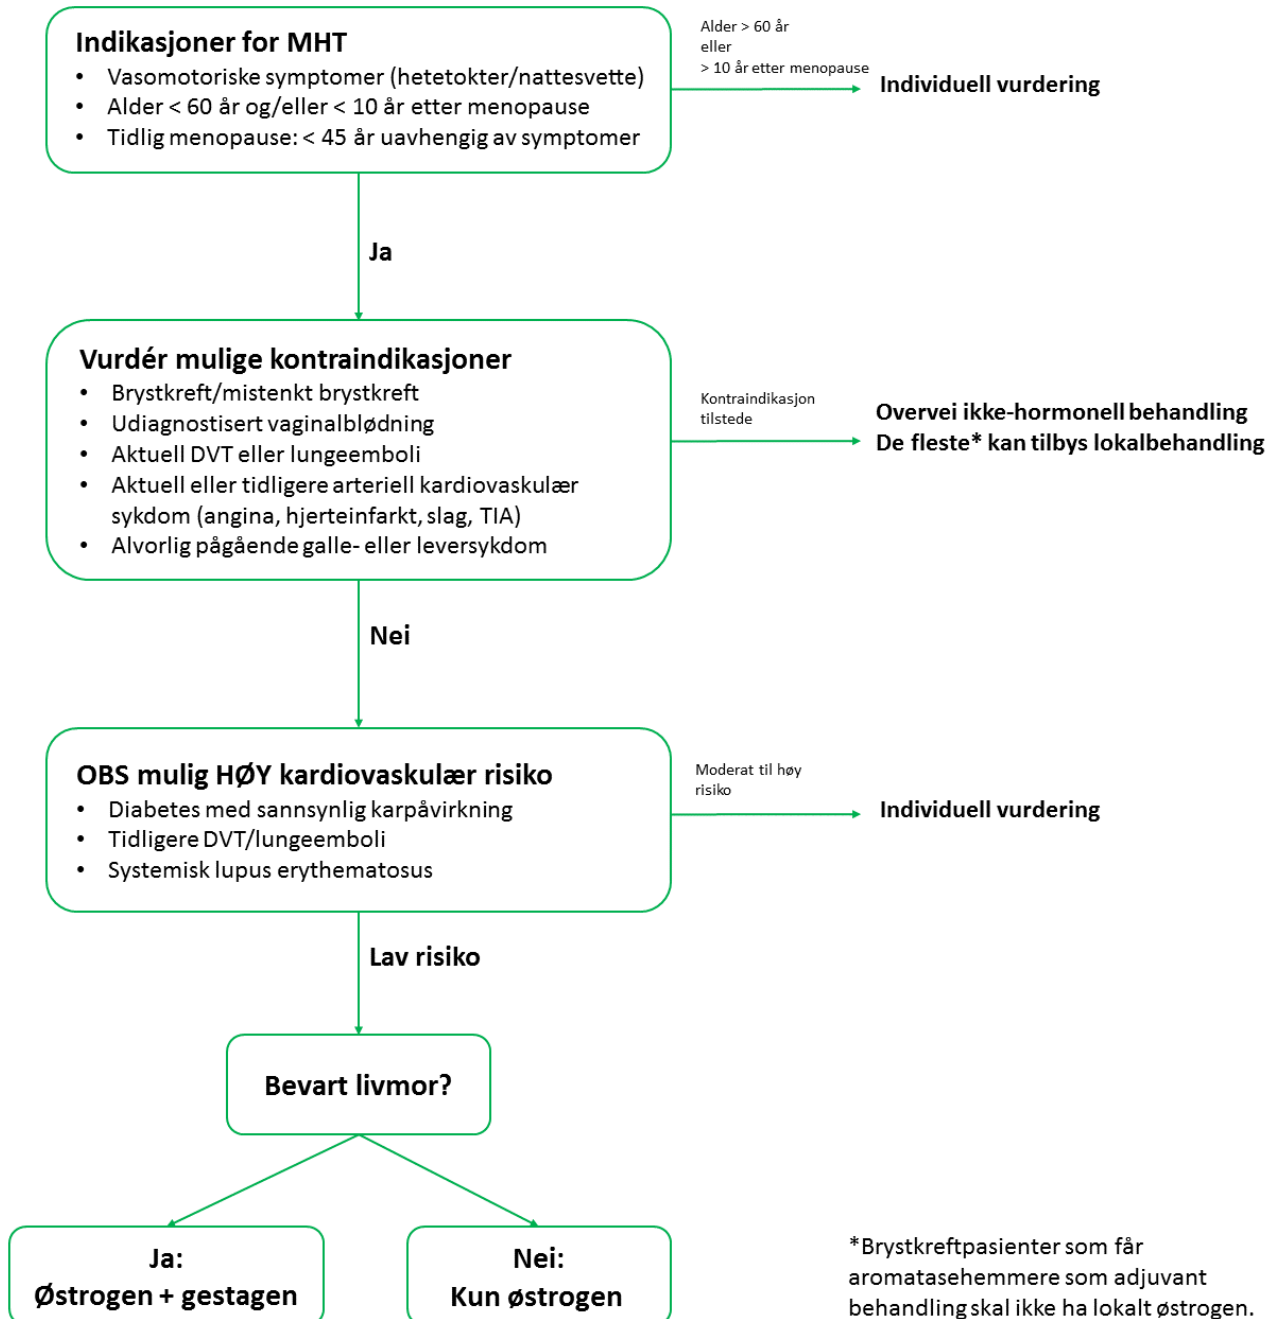 Indikasjoner for MHT
• Vasomotoriske symptomer (hetetokter/nattesvette)
• Alder < 60 år og/eller < 10 år etter menopause
• Tidlig menopause: < 45 år uavhengig av symptomer
Alder > 60 år
eller
> 10 år etter menopause
Individuell vurdering
Ja
Vurdér mulige kontraindikasjoner
• Brystkreft/mistenkt brystkreft
• Udiagnostisert vaginalblødning
• Aktuell DVT eller lungeemboli
• Aktuell eller tidligere arteriell kardiovaskulær
sykdom (angina, hjerteinfarkt, slag, TIA)
• Alvorlig pågående galle- eller leversykdom
Kontraindikasjon
tilstede
Overvei ikke-hormonell behandling
De fleste* kan tilbys lokalbehandling
Nei
OBS mulig HØY kardiovaskulær risiko
• Diabetes med sannsynlig karpåvirkning
• Tidligere DVT/lungeemboli
• Systemisk lupus erythematosus
Moderat til høy
risiko
Individuell vurdering
Lav risiko
Bevart livmor?
Ja:
Østrogen + gestagen
Nei:
Kun østrogen
*Brystkreftpasienter som får
aromatasehemmere som adjuvant
behandling skal ikke ha lokalt østrogen.